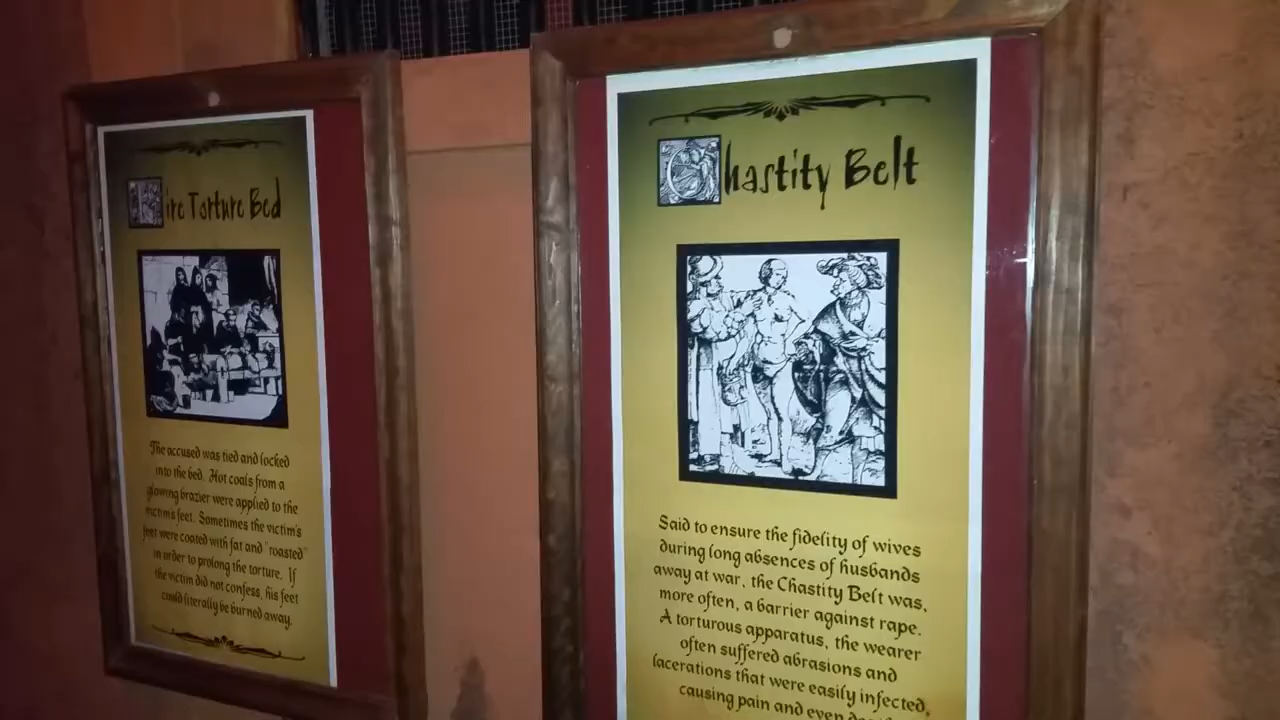 Fire Torture Bed
The accused was tied and locked
into the bed. Hot coals from a
glowing brazier were applied to the
victim's feet. Sometimes the victim's
feet were coated with fat and "roasted"
in order to prolong the torture. If
the victim did not confess, his feet
could literally be burned away.
Chastity Belt
Said to ensure the fidelity of wives
during long absences of husbands
away at war, the Chastity Belt was,
more often, a barrier against rape.
A torturous apparatus, the wearer
often suffered abrasions and
lacerations that were easily infected,
causing pain and even